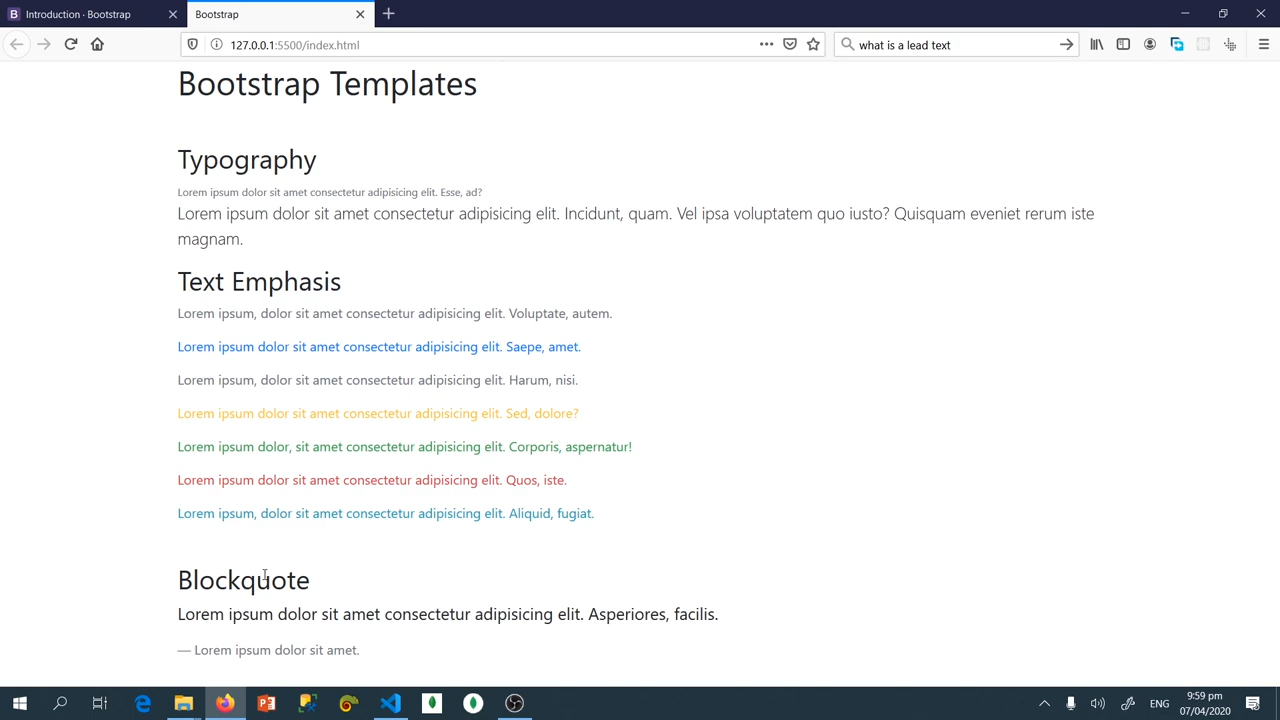 Introduction · Bootstrap
Bootstrap
127.0.0.1:5500/index.html
what is a lead text
Bootstrap Templates
Typography
Lorem ipsum dolor sit amet consectetur adipisicing elit. Esse, ad?
Lorem ipsum dolor sit amet consectetur adipisicing elit. Incidunt, quam. Vel ipsa voluptatem quo iusto? Quisquam eveniet rerum iste
magnam.
Text Emphasis
Lorem ipsum, dolor sit amet consectetur adipisicing elit. Voluptate, autem.
Lorem ipsum dolor sit amet consectetur adipisicing elit. Saepe, amet.
Lorem ipsum, dolor sit amet consectetur adipisicing elit. Harum, nisi.
Lorem ipsum dolor sit amet consectetur adipisicing elit. Sed, dolore?
Lorem ipsum dolor, sit amet consectetur adipisicing elit. Corporis, aspernatur!
Lorem ipsum dolor sit amet consectetur adipisicing elit. Quos, iste.
Lorem ipsum, dolor sit amet consectetur adipisicing elit. Aliquid, fugiat.
Blockquote
Lorem ipsum dolor sit amet consectetur adipisicing elit. Asperiores, facilis.
— Lorem ipsum dolor sit amet.
ENG
9:59 pm
07/04/2020